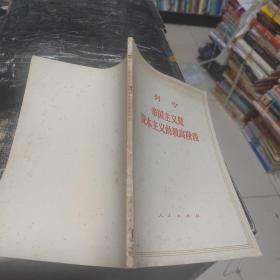 列宁
帝国主义是
资本主义的最高阶段
人民出版社